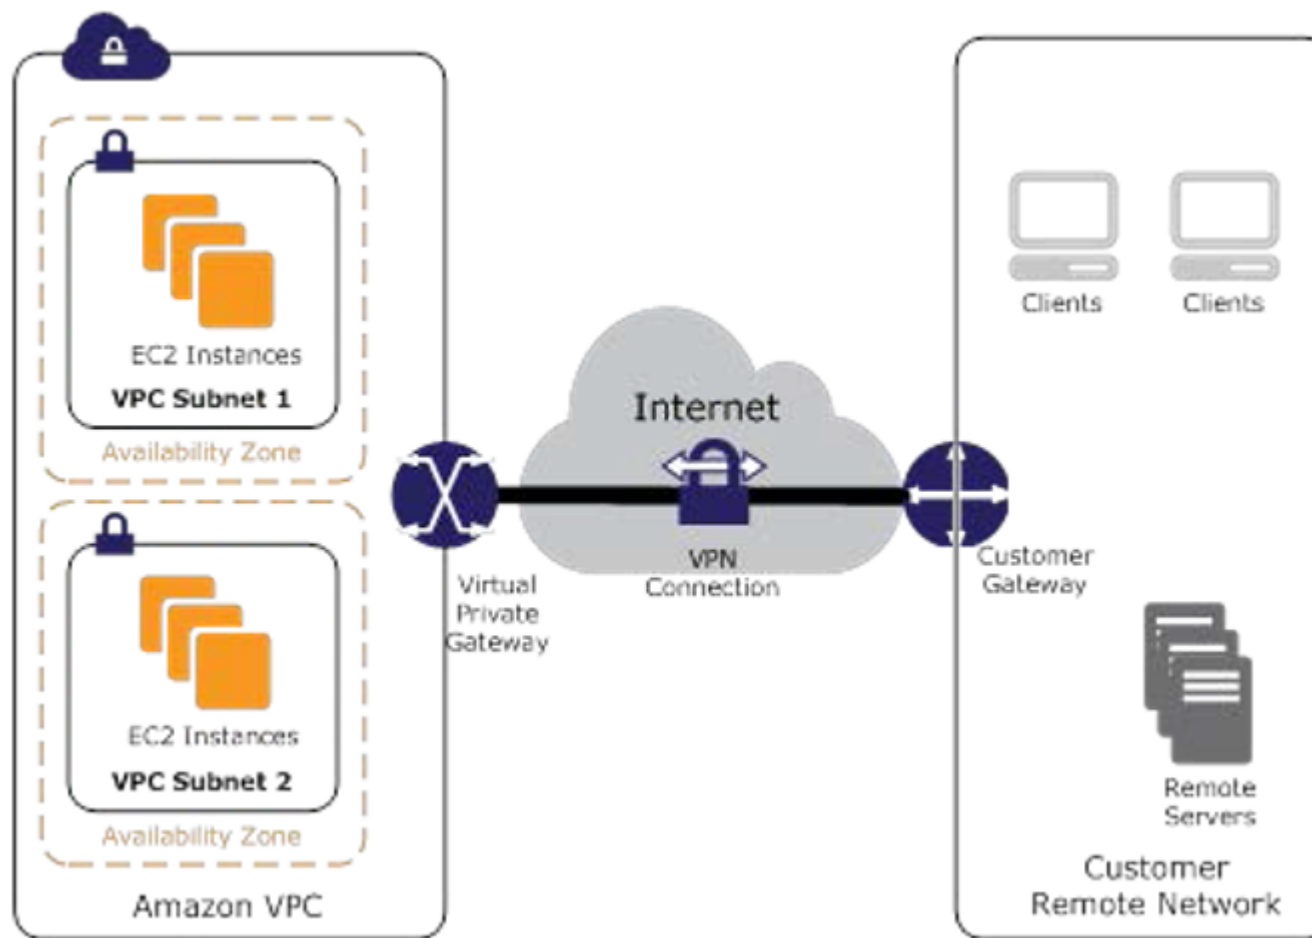 EC2 Instances
VPC Subnet 1
Availability Zone
EC2 Instances
VPC Subnet 2
Availability Zone
Amazon VPC
Virtual
Private
Gateway
Internet
VPN
Connection
Customer
Gateway
Clients
Clients
Remote
Servers
Customer
Remote Network